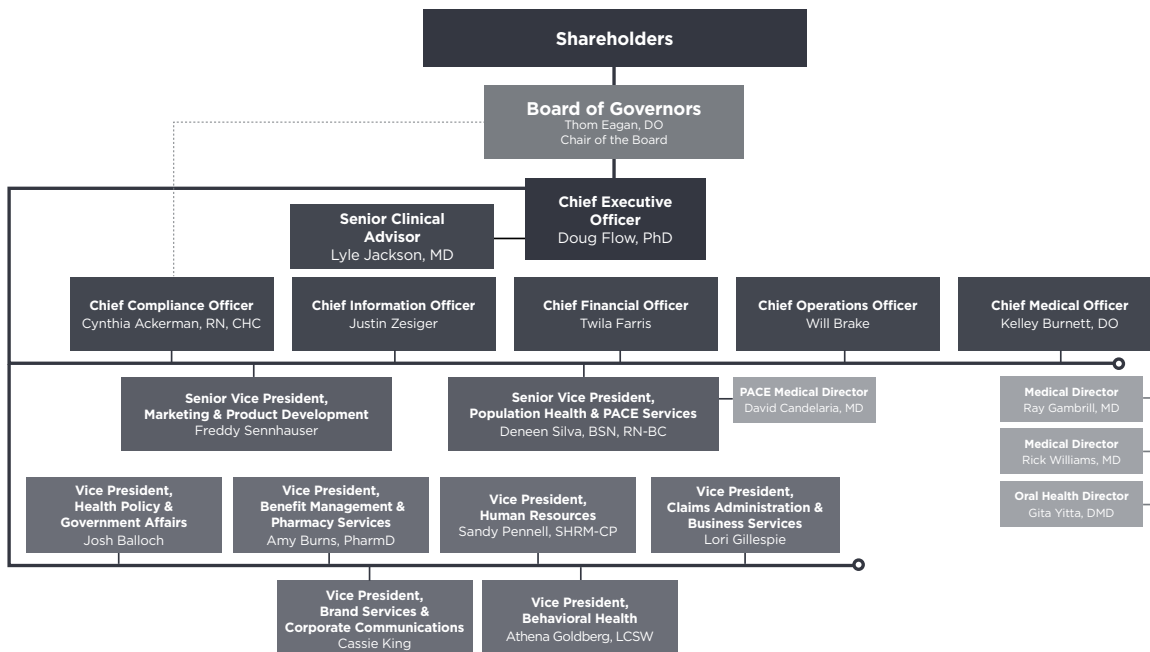 Shareholders
Board of Governors
Thom Eagan, DO
Chair of the Board
Chief Executive
Officer
Doug Flow, PhD
Senior Clinical
Advisor
Lyle Jackson, MD
Chief Compliance Officer
Cynthia Ackerman, RN, CHC
Chief Information Officer
Justin Zesiger
Chief Financial Officer
Twila Farris
Chief Operations Officer
Will Brake
Chief Medical Officer
Kelley Burnett, DO
Senior Vice President,
Marketing & Product Development
Freddy Sennhauser
Senior Vice President,
Population Health & PACE Services
Deneen Silva, BSN, RN-BC
PACE Medical Director
David Candelaria, MD
Medical Director
Ray Gambrill, MD
Medical Director
Rick Williams, MD
Oral Health Director
Gita Yitta, DMD
Vice President,
Health Policy &
Government Affairs
Josh Balloch
Vice President,
Benefit Management &
Pharmacy Services
Amy Burns, PharmD
Vice President,
Human Resources
Sandy Pennell, SHRM-CP
Vice President,
Claims Administration &
Business Services
Lori Gillespie
Vice President,
Brand Services &
Corporate Communications
Cassie King
Vice President,
Behavioral Health
Athena Goldberg, LCSW